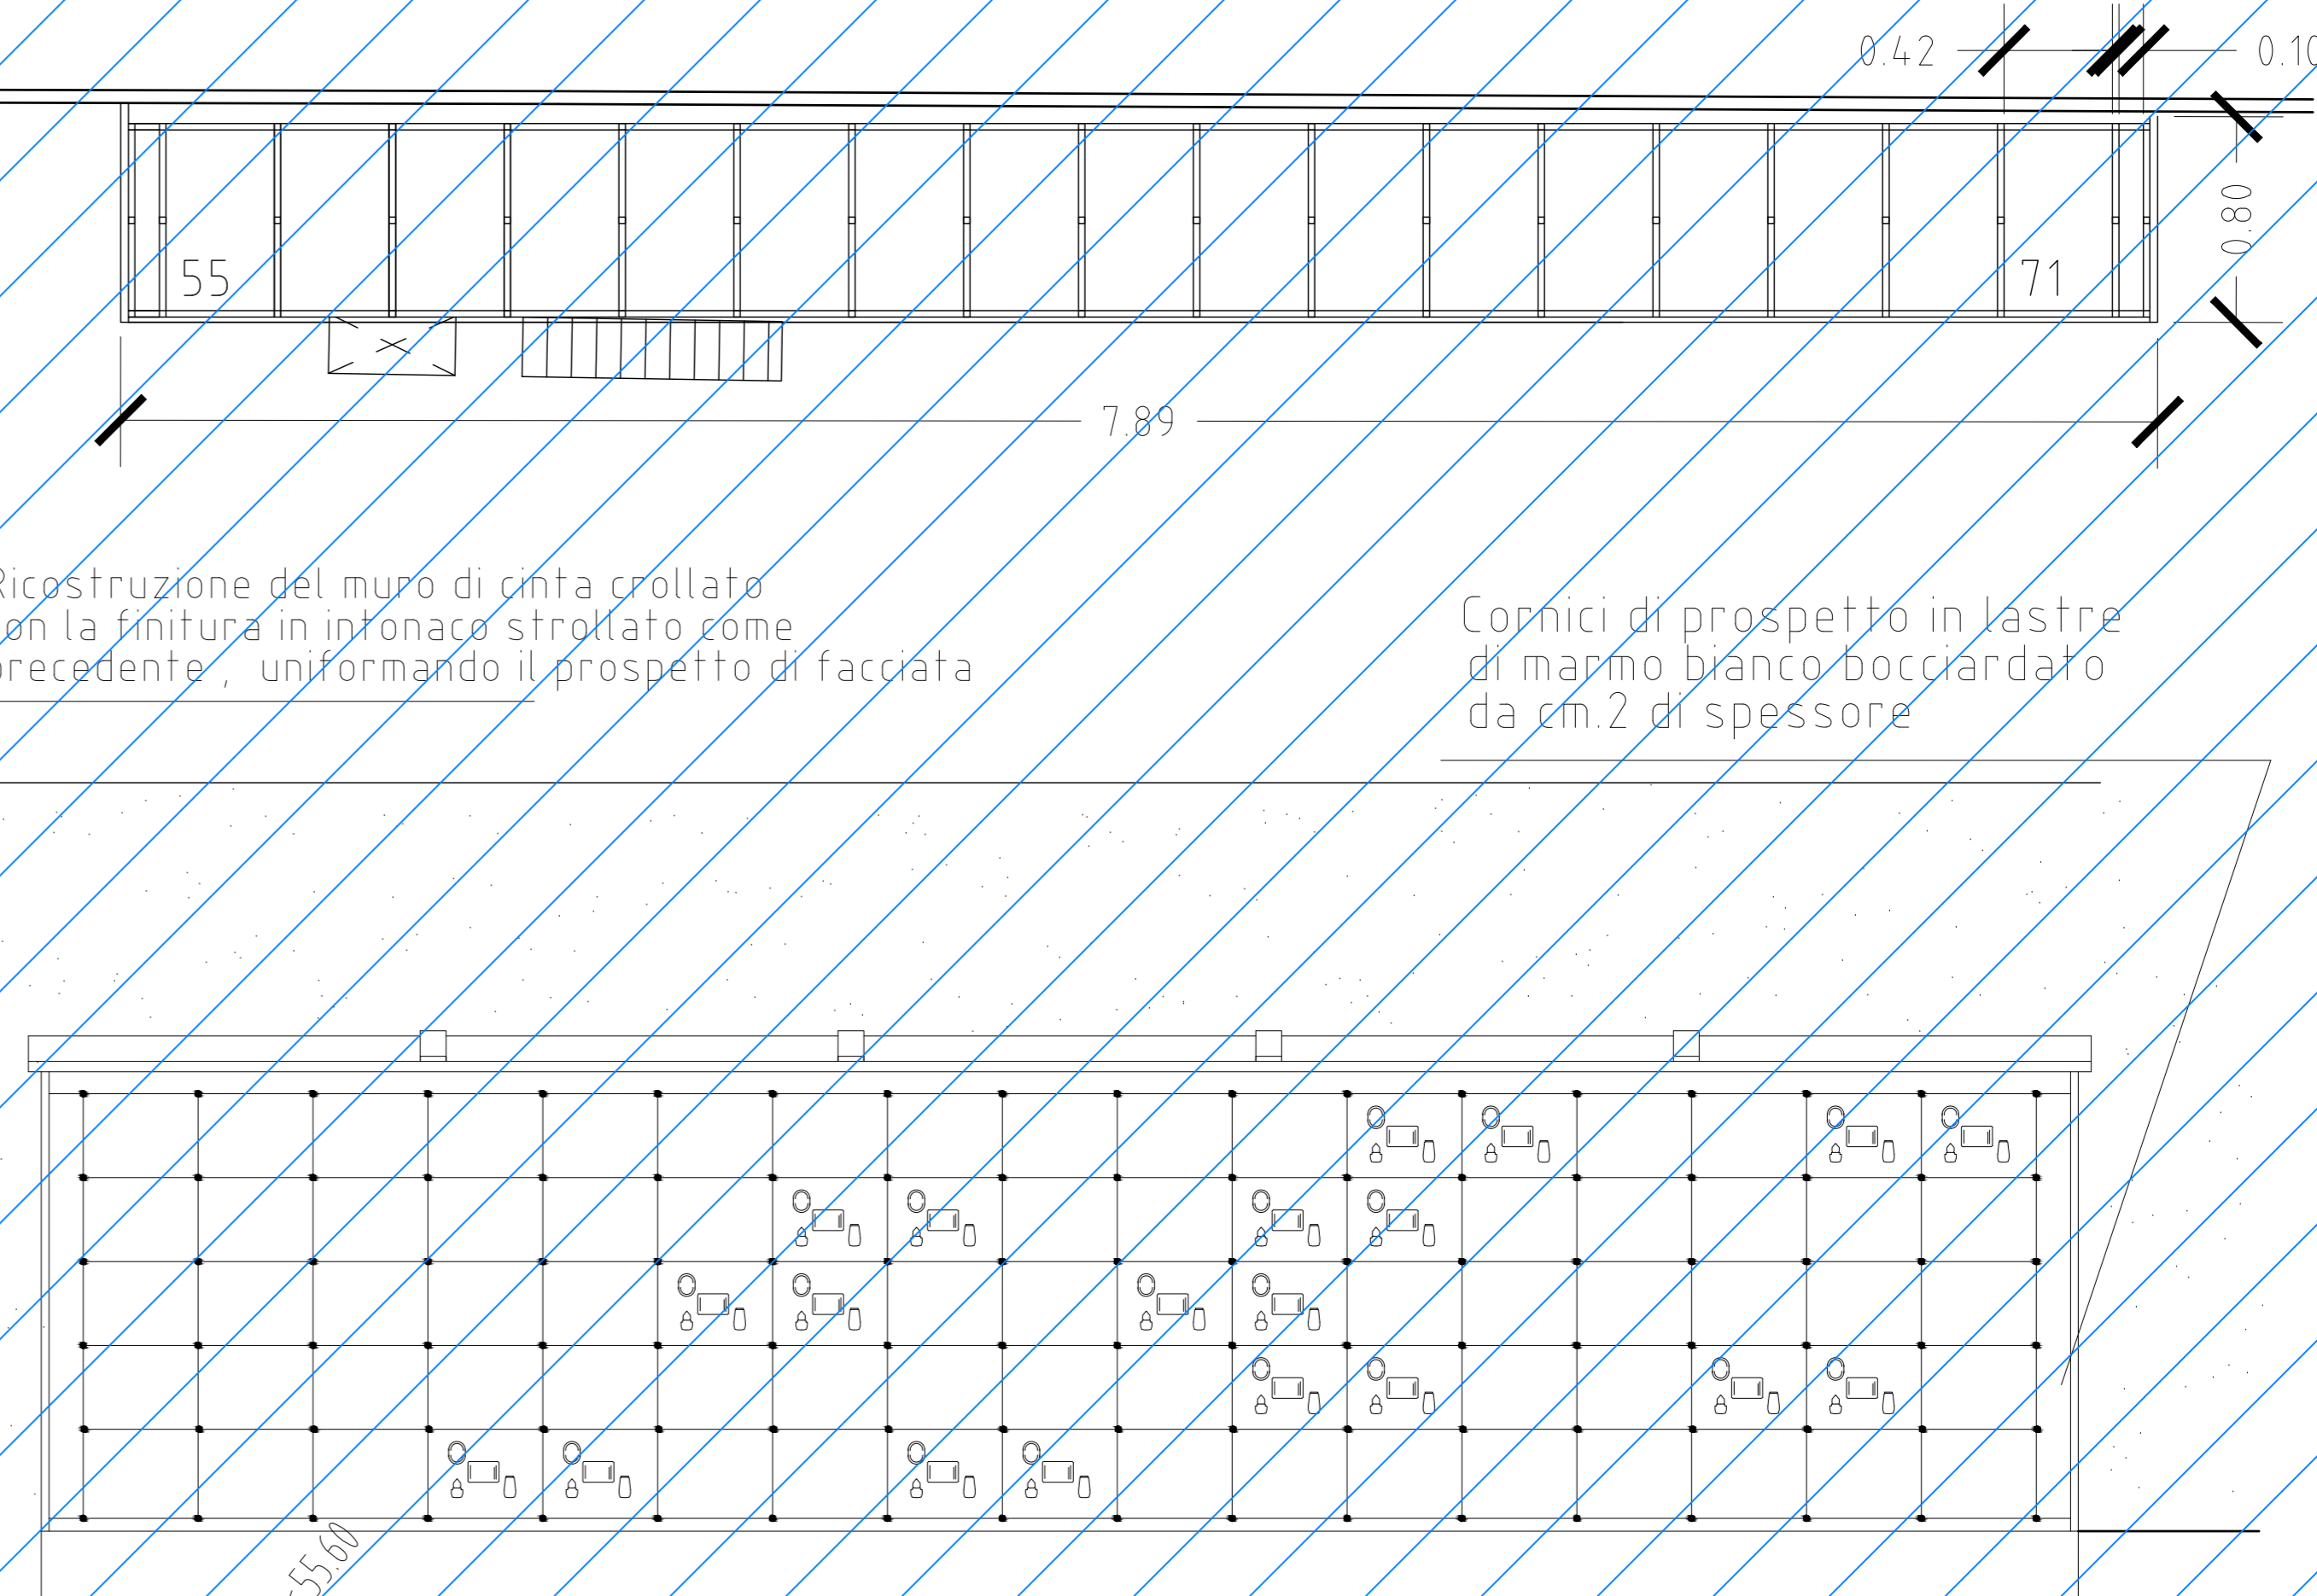 0.42
0.10
0.80
55
71
7.89
Ricostruzione del muro di cinta crollato
con la finitura in intonaco strollato come
precedente , uniformando il prospetto di facciata
Cornici di prospetto in lastre
di marmo bianco bocciardato
da cm.2 di spessore
55.60